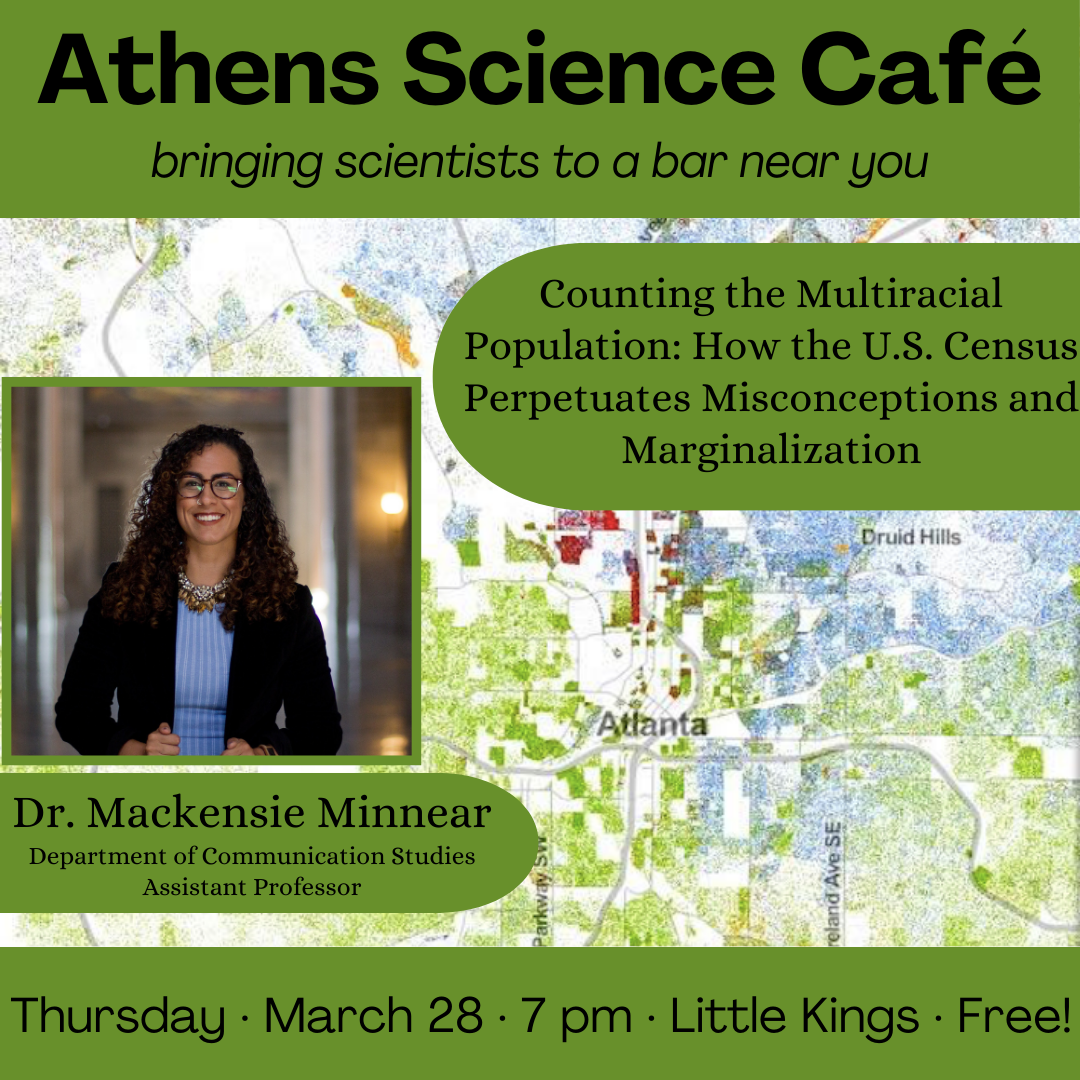 Athens Science Café
bringing scientists to a bar near you
Counting the Multiracial
Population: How the U.S. Census
Perpetuates Misconceptions and
Marginalization
Druid Hills
Atlanta
Dr. Mackensie Minnear
Department of Communication Studies
Assistant Professor
Parkway SW
reland Ave SE
Thursday · March 28 · 7 pm · Little Kings · Free!